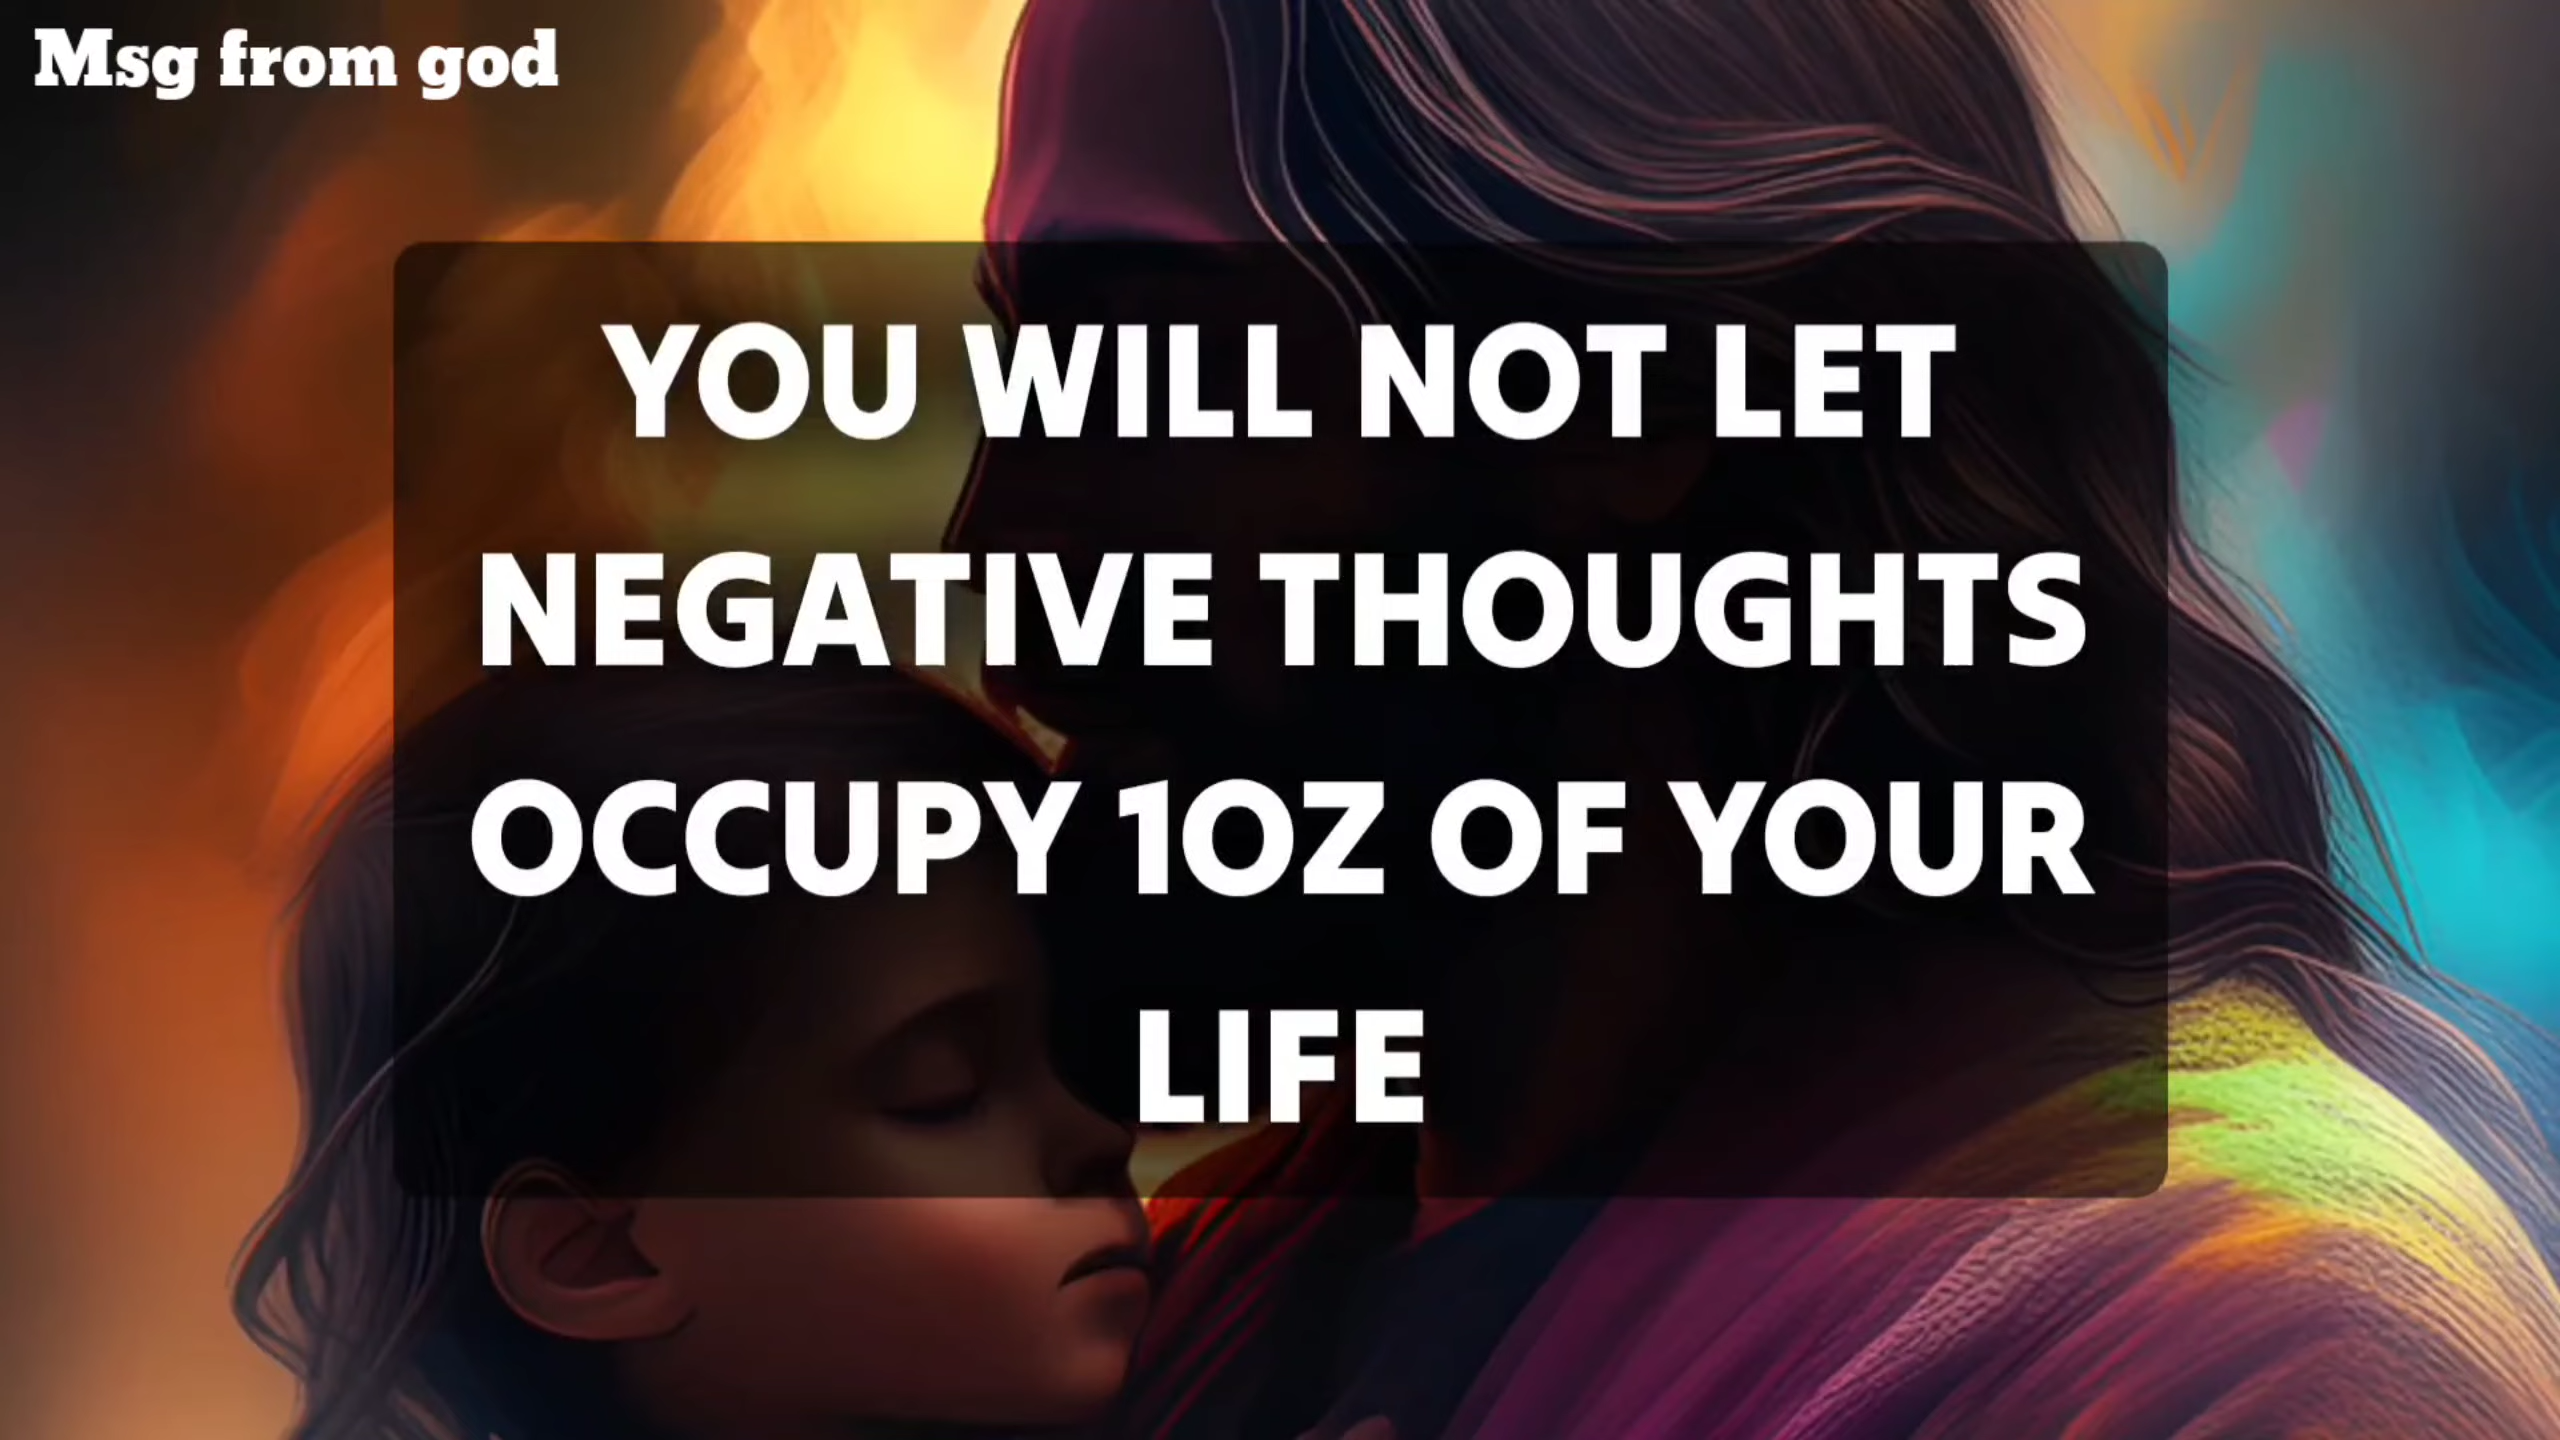 Msg from god
YOU WILL NOT LET
NEGATIVE THOUGHTS
OCCUPY 1OZ OF YOUR
LIFE